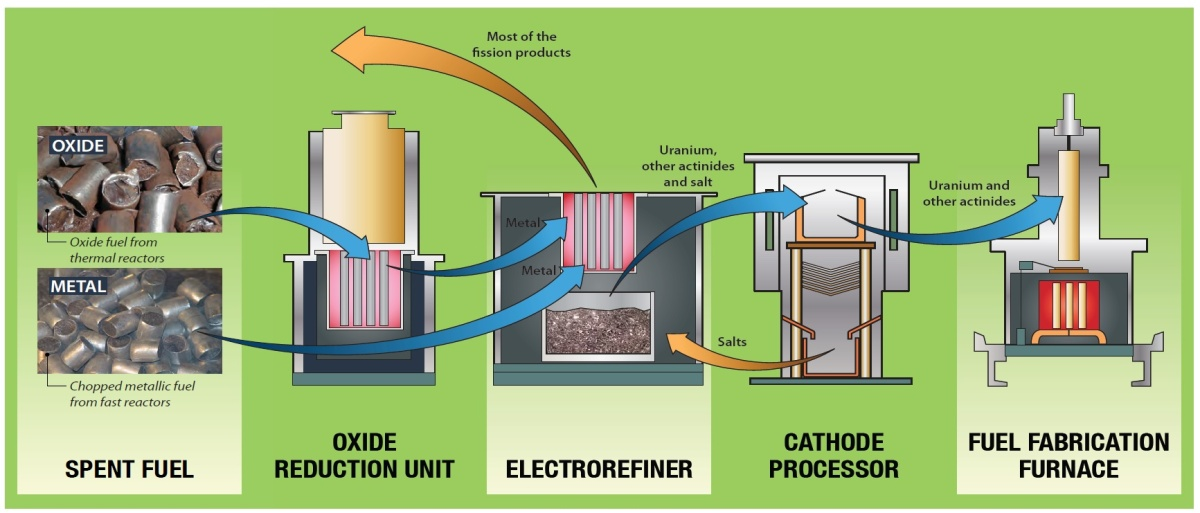 Most of the
fission products
OXIDE
Oxide fuel from
thermal reactors
METAL
Chopped metallic fuel
from fast reactors
Metal
Metal
Uranium,
other actinides
and salt
Salts
Uranium and
other actinides
SPENT FUEL
OXIDE
REDUCTION UNIT
ELECTROREFINER
CATHODE
PROCESSOR
FUEL FABRICATION
FURNACE